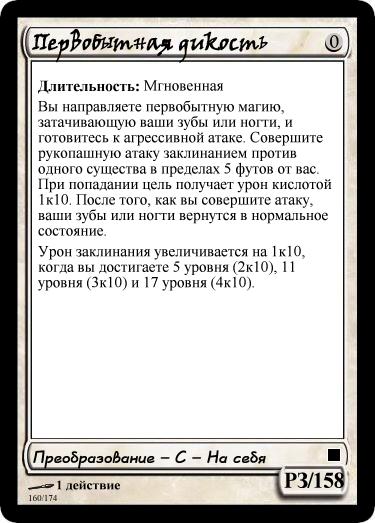 Первобытная дикость 0
Длительность: Мгновенная
Вы направляете первобытную магию,
затачивающую ваши зубы или ногти, и
готовитесь к агрессивной атаке. Совершите
рукопашную атаку заклинанием против
одного существа в пределах 5 футов от вас.
При попадании цель получает урон кислотой
1к10. После того, как вы совершите атаку,
ваши зубы или ногти вернутся в нормальное
состояние.
Урон заклинания увеличивается на 1к10,
когда вы достигаете 5 уровня (2к10), 11
уровня (3к10) и 17 уровня (4к10).
Преобразование – С – На себя
1 действие
РЗ/158
160/174